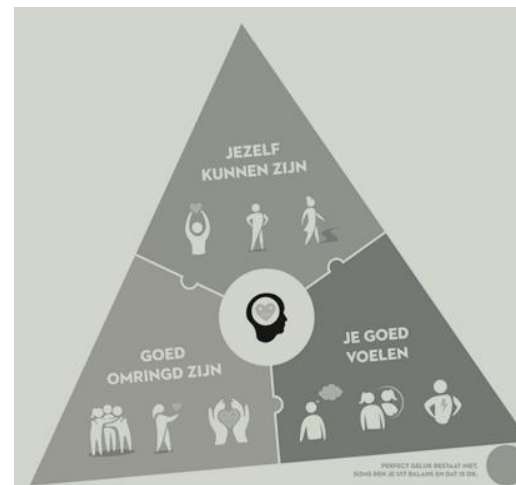 JEZELF
KUNNEN ZIJN
GOED
OMRINGD ZIJN
JE GOED
VOELEN
PERFECT GELUK BESTAAT NIET,
SOMS BEN JE UIT BALANS EN DAT IS OK.